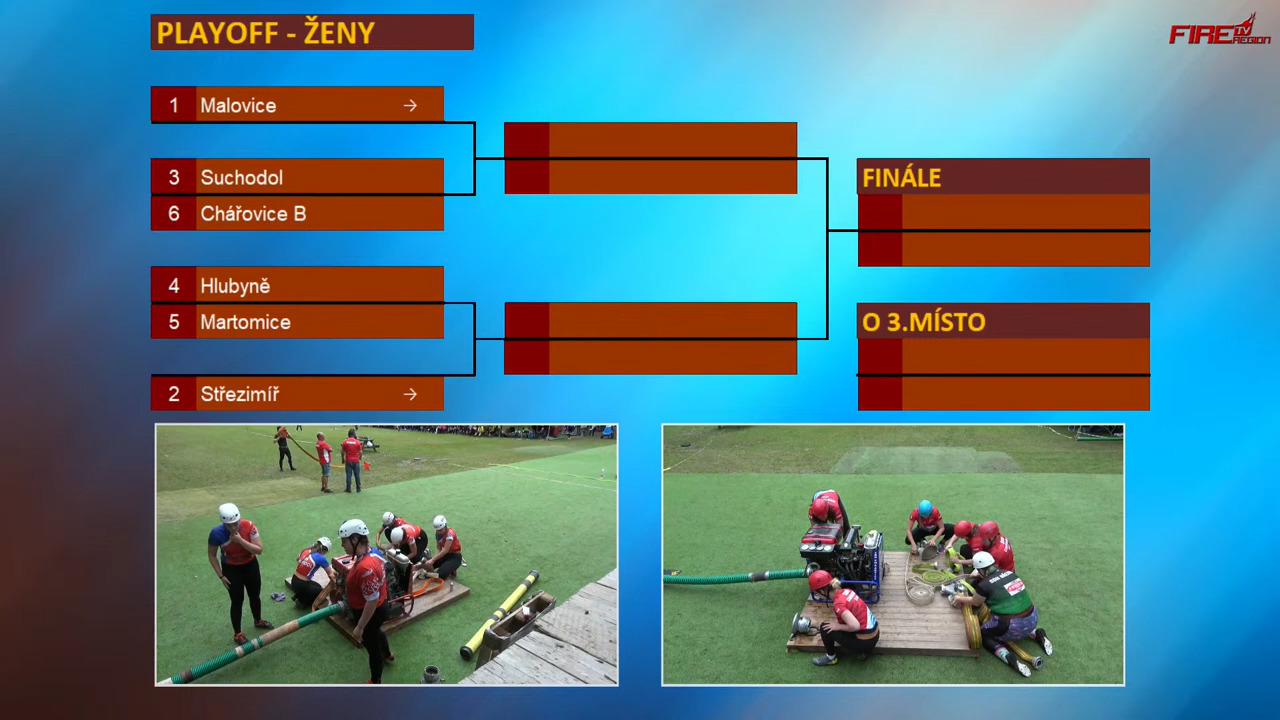 PLAYOFF - ŽENY
FIRE TV REGION
1 Malovice →
3 Suchodol
6 Chářovice B
4 Hlubyně
5 Martomice
2 Střezimíř →
FINÁLE
O 3.MÍSTO